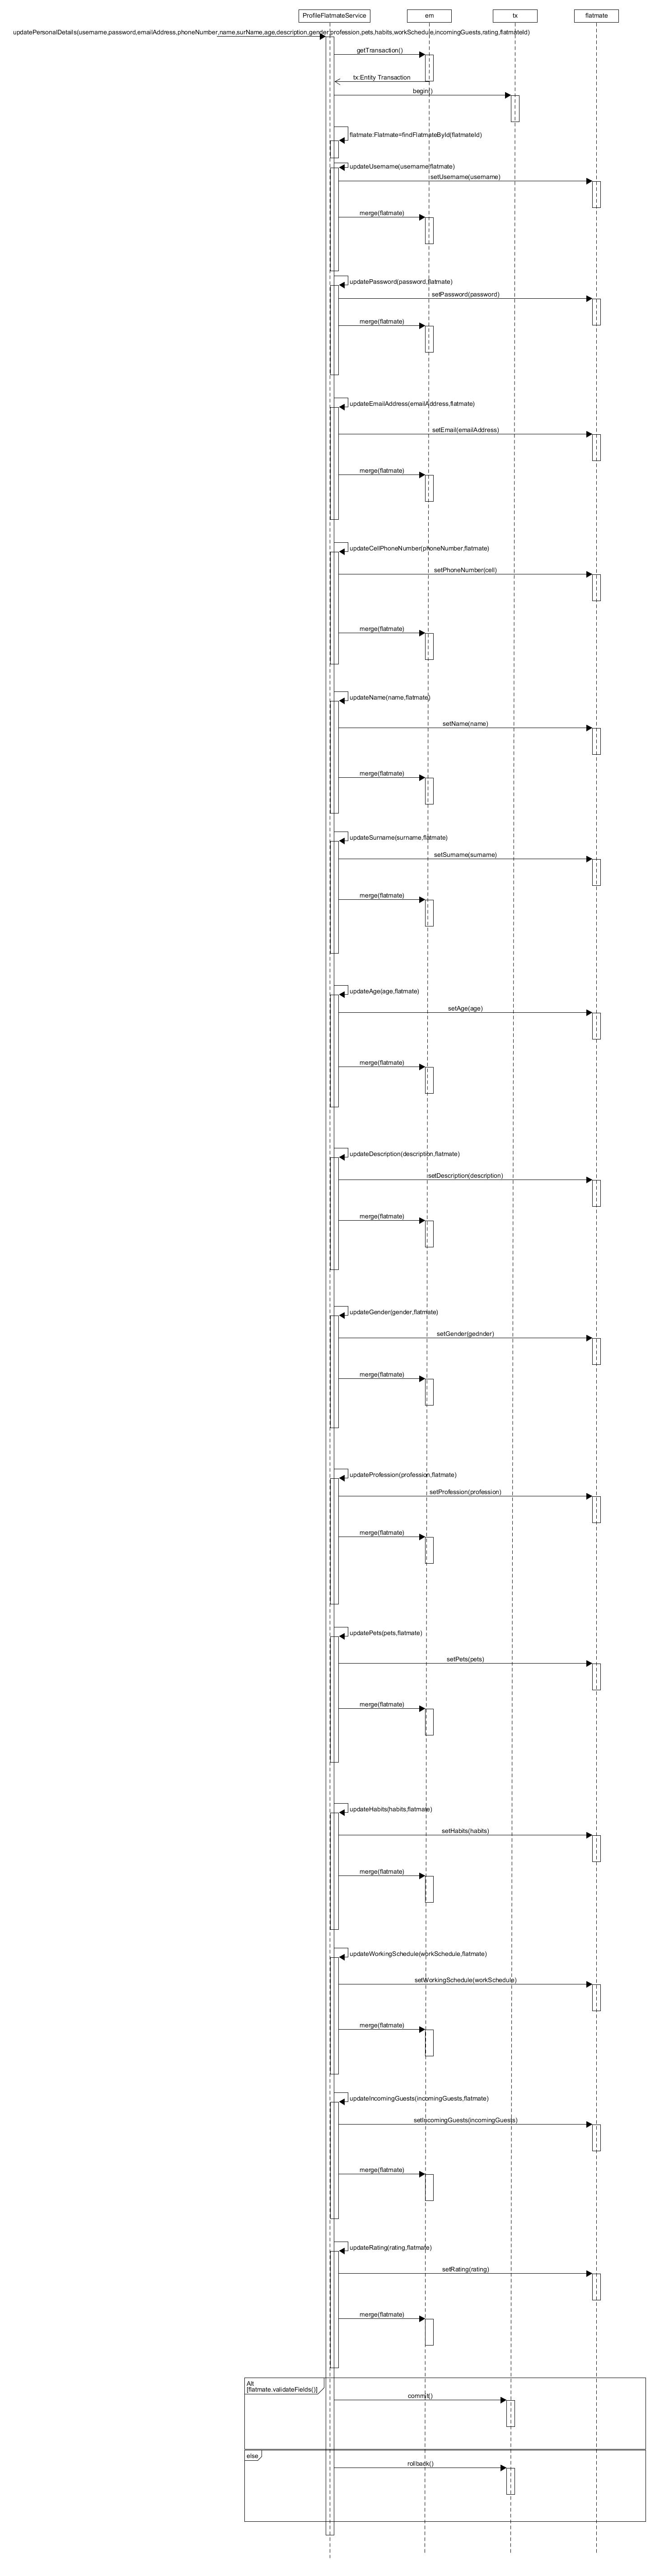 ProfileFlatmateService
em
tx
flatmate
updatePersonalDetails(username,password,emailAddress,phoneNumber,name,surName,age,description,gender,profession,pets,habits,workSchedule,incomingGuests,rating,flatmateId)
getTransaction()
tx:Entity Transaction
begin()
flatmate:Flatmate=findFlatmateById(flatmateId)
updateUsername(username,flatmate)
setUsername(username)
merge(flatmate)
updatePassword(password,flatmate)
setPassword(password)
merge(flatmate)
updateEmailAddress(emailAddress,flatmate)
setEmail(emailAddress)
merge(flatmate)
updateCellPhoneNumber(phoneNumber,flatmate)
setPhoneNumber(cell)
merge(flatmate)
updateName(name,flatmate)
setName(name)
merge(flatmate)
updateSurname(surname,flatmate)
setSurname(surname)
merge(flatmate)
updateAge(age,flatmate)
setAge(age)
merge(flatmate)
updateDescription(description,flatmate)
setDescription(description)
merge(flatmate)
updateGender(gender,flatmate)
setGender(gednder)
merge(flatmate)
updateProfession(profession,flatmate)
setProfession(profession)
merge(flatmate)
updatePets(pets,flatmate)
setPets(pets)
merge(flatmate)
updateHabits(habits,flatmate)
setHabits(habits)
merge(flatmate)
updateWorkingSchedule(workSchedule,flatmate)
setWorkingSchedule(workSchedule)
merge(flatmate)
updateIncomingGuests(incomingGuests,flatmate)
setIncomingGuests(incomingGuests)
merge(flatmate)
updateRating(rating,flatmate)
setRating(rating)
merge(flatmate)
Alt
[flatmate.validateFields()]
commit()
else
rollback()